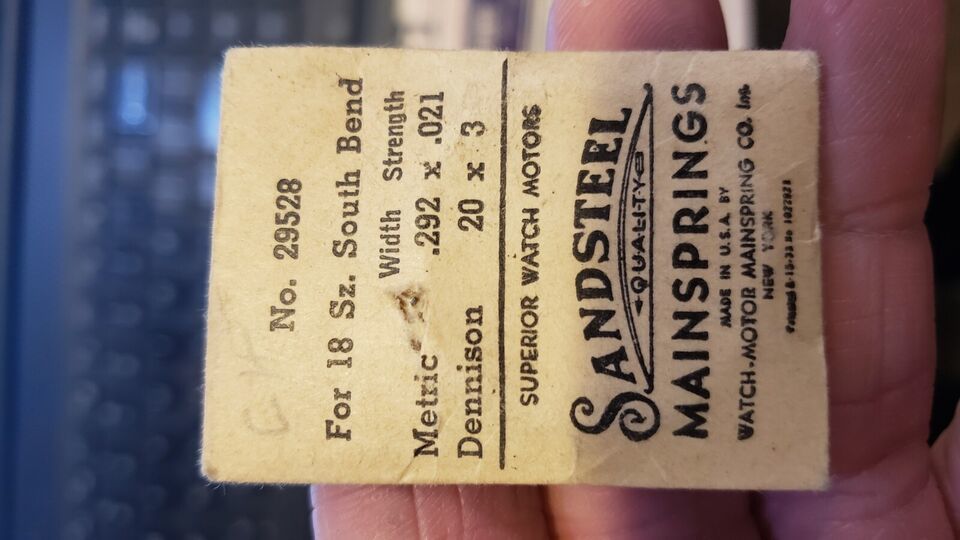 No. 29528
For 18 Sz. South Bend
Width Strength
Metric .292 x .021
Dennison 20 x 3
SUPERIOR WATCH MOTORS
SANDSTEEL
QUALITY
MAINSPRINGS
MADE IN U.S.A. BY
WATCH-MOTOR MAINSPRING CO. Inc.
NEW YORK